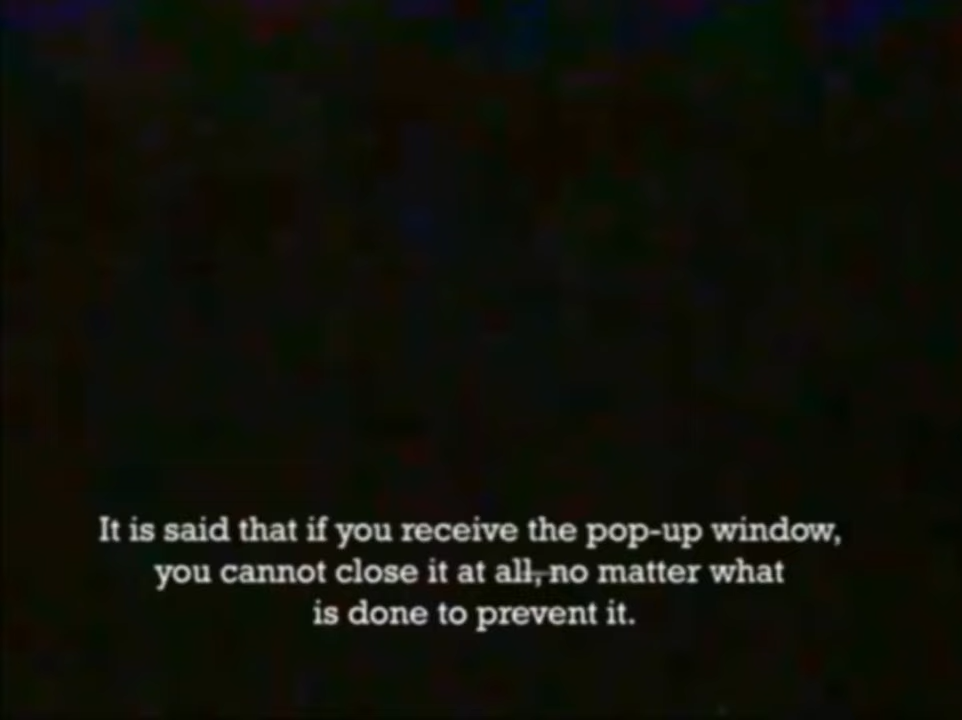 It is said that if you receive the pop-up window,
you cannot close it at all, no matter what
is done to prevent it.